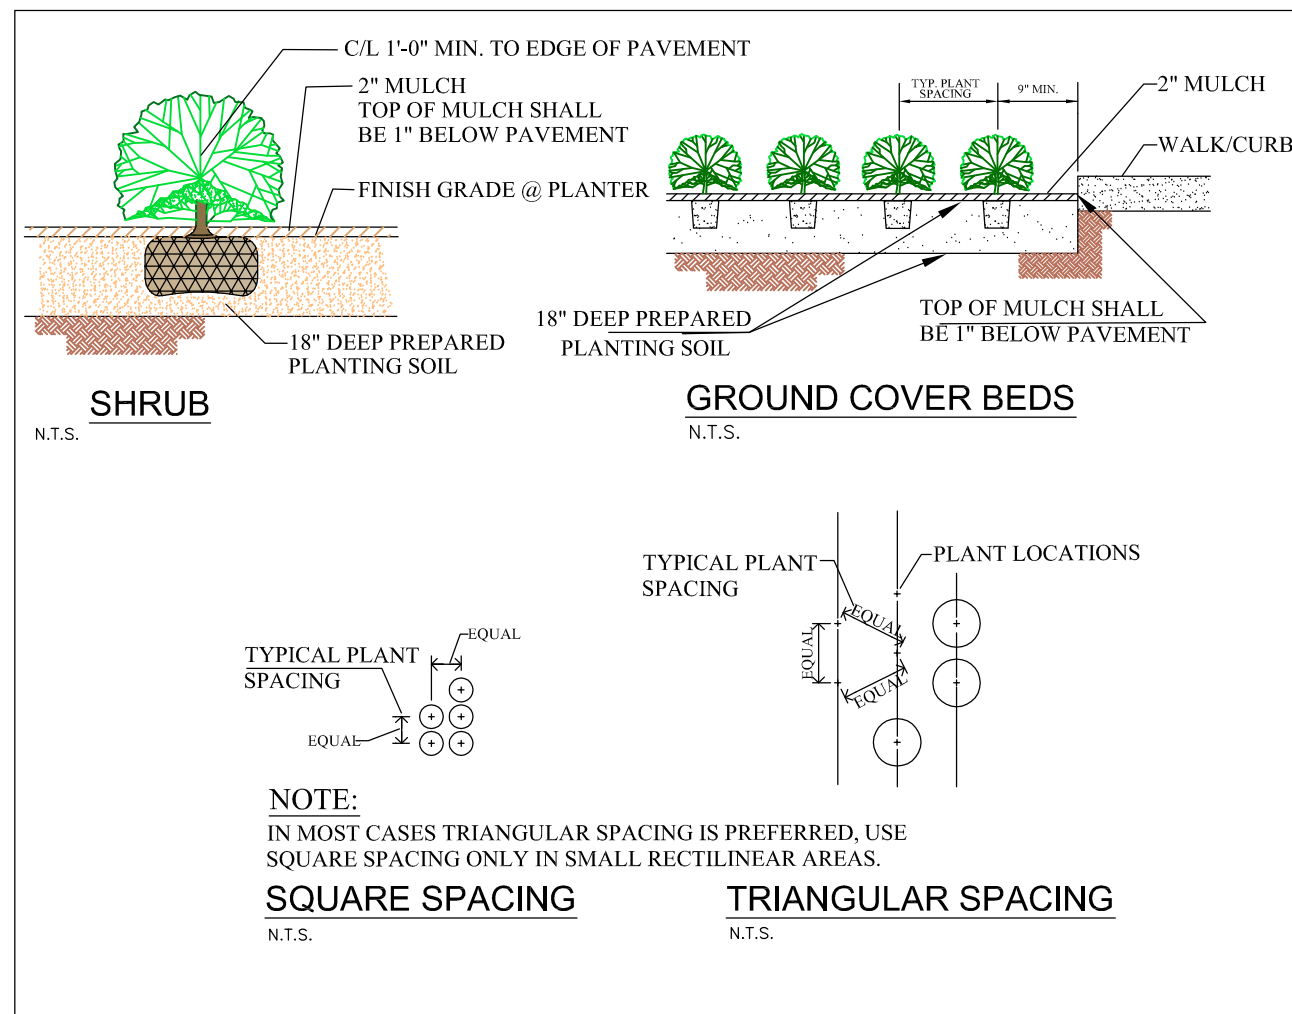 C/L 1'-0" MIN. TO EDGE OF PAVEMENT
2" MULCH
TOP OF MULCH SHALL
BE 1" BELOW PAVEMENT
FINISH GRADE @ PLANTER
18" DEEP PREPARED
PLANTING SOIL
SHRUB
N.T.S.
TYP. PLANT
SPACING
9" MIN.
2" MULCH
WALK/CURB
18" DEEP PREPARED
PLANTING SOIL
TOP OF MULCH SHALL
BE 1" BELOW PAVEMENT
GROUND COVER BEDS
N.T.S.
EQUAL
TYPICAL PLANT
SPACING
EQUAL
TYPICAL PLANT
SPACING
PLANT LOCATIONS
EQUAL
EQUAL
EQUAL
NOTE:
IN MOST CASES TRIANGULAR SPACING IS PREFERRED, USE
SQUARE SPACING ONLY IN SMALL RECTILINEAR AREAS.
SQUARE SPACING
N.T.S.
TRIANGULAR SPACING
N.T.S.